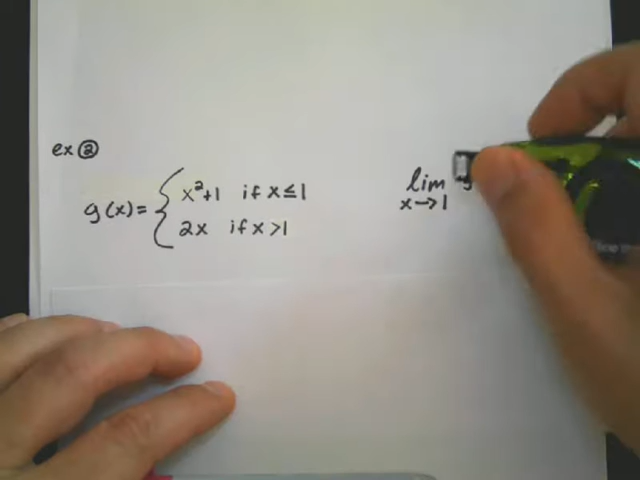 ex ②
g(x) = { x²+1 if x ≤ 1
2x if x > 1
lim
x→1